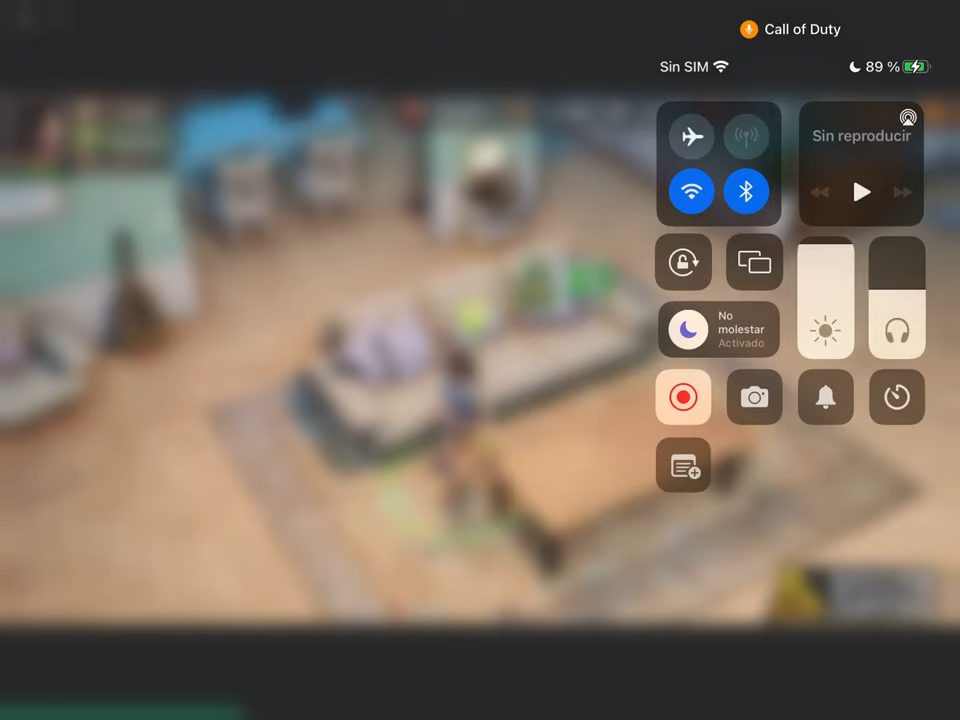 Call of Duty
Sin SIM
89 %
Sin reproducir
No
molestar
Activado